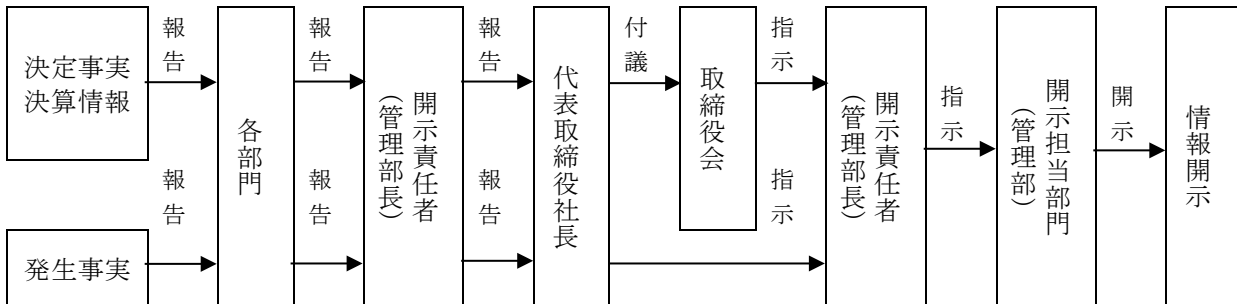 決定事実
決算情報
報告
各部門
報告
開示責任者
(管理部長)
報告
代表取締役社長
付議
取締役会
指示
開示責任者
(管理部長)
指示
開示担当部門
(管理部)
開示
情報開示
発生事実
報告
報告
報告
指示